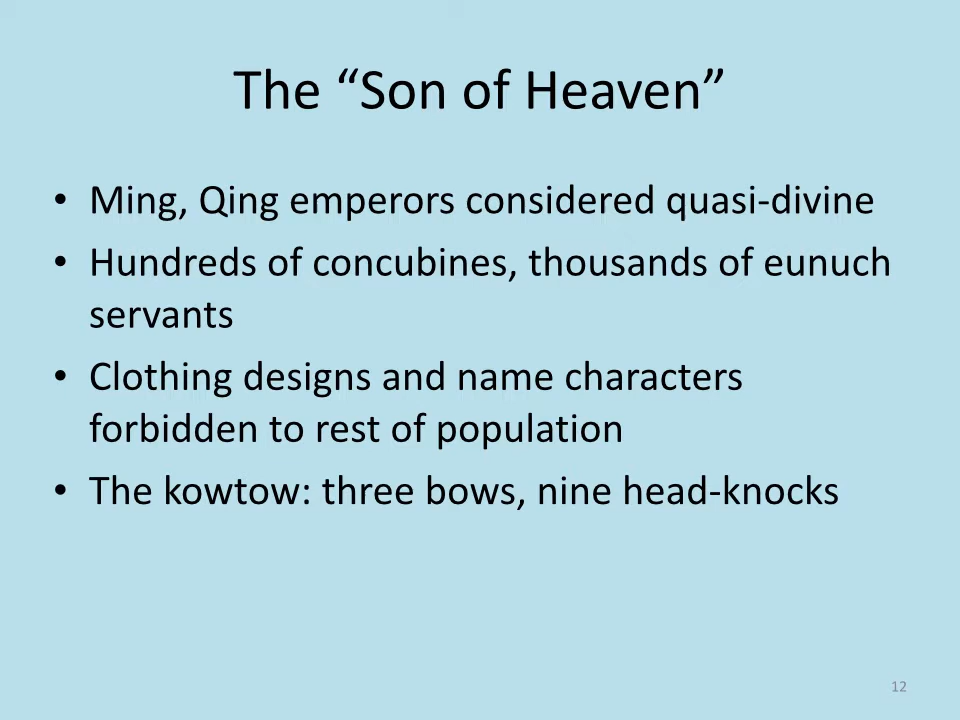 The “Son of Heaven”
• Ming, Qing emperors considered quasi-divine
• Hundreds of concubines, thousands of eunuch
servants
• Clothing designs and name characters
forbidden to rest of population
• The kowtow: three bows, nine head-knocks
12